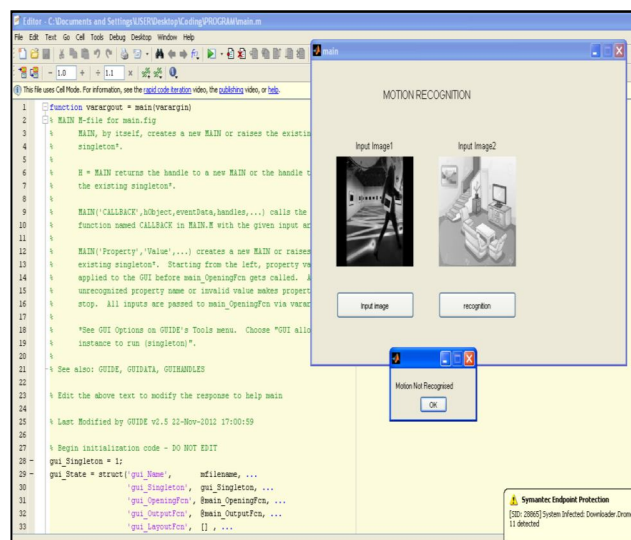 Editor - C:\Documents and Settings\USER\Desktop\Coding\PROGRAM\main.m
File Edit Text Go Cell Tools Debug Desktop Window Help
- 1.0 + ÷ 1.1 ×
This file uses Cell Mode. For information, see the rapid code iteration video, the publishing video, or help.
1 function varargout = main(varargin)
2 % MAIN M-file for main.fig
3 % MAIN, by itself, creates a new MAIN or raises the existin
4 % singleton*.
5 %
6 % H = MAIN returns the handle to a new MAIN or the handle t
7 % the existing singleton*.
8 %
9 % MAIN('CALLBACK',hObject,eventData,handles,...) calls the
10 % function named CALLBACK in MAIN.M with the given input ar
11 %
12 % MAIN('Property','Value',...) creates a new MAIN or raises
13 % existing singleton*. Starting from the left, property va
14 % applied to the GUI before main_OpeningFcn gets called. A
15 % unrecognized property name or invalid value makes propert
16 % stop. All inputs are passed to main_OpeningFcn via varar
17 %
18 % *See GUI Options on GUIDE's Tools menu. Choose "GUI allo
19 % instance to run (singleton)".
20 %
21 % See also: GUIDE, GUIDATA, GUIHANDLES
22
23 % Edit the above text to modify the response to help main
24
25 % Last Modified by GUIDE v2.5 22-Nov-2012 17:00:59
26
27 % Begin initialization code - DO NOT EDIT
28 - gui_Singleton = 1;
29 - gui_State = struct('gui_Name', mfilename, ...
30 'gui_Singleton', gui_Singleton, ...
31 'gui_OpeningFcn', @main_OpeningFcn, ...
32 'gui_OutputFcn', @main_OutputFcn, ...
33 'gui_LayoutFcn', [] , ...
main
MOTION RECOGNITION
Input Image1 Input Image2
Input image recognition
Motion Not Recognised
OK
Symantec Endpoint Protection
[SID: 28865] System Infected: Downloader.Drom
11 detected